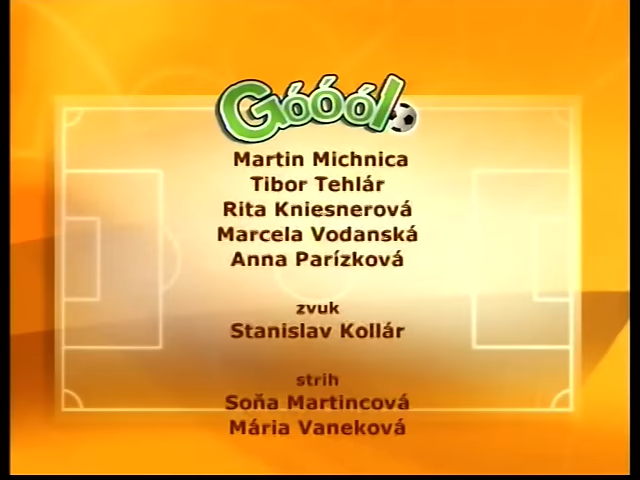 Góóól
Martin Michnica
Tibor Tehlár
Rita Kniesnerová
Marcela Vodanská
Anna Parízková
zvuk
Stanislav Kollár
strih
Soňa Martincová
Mária Vaneková